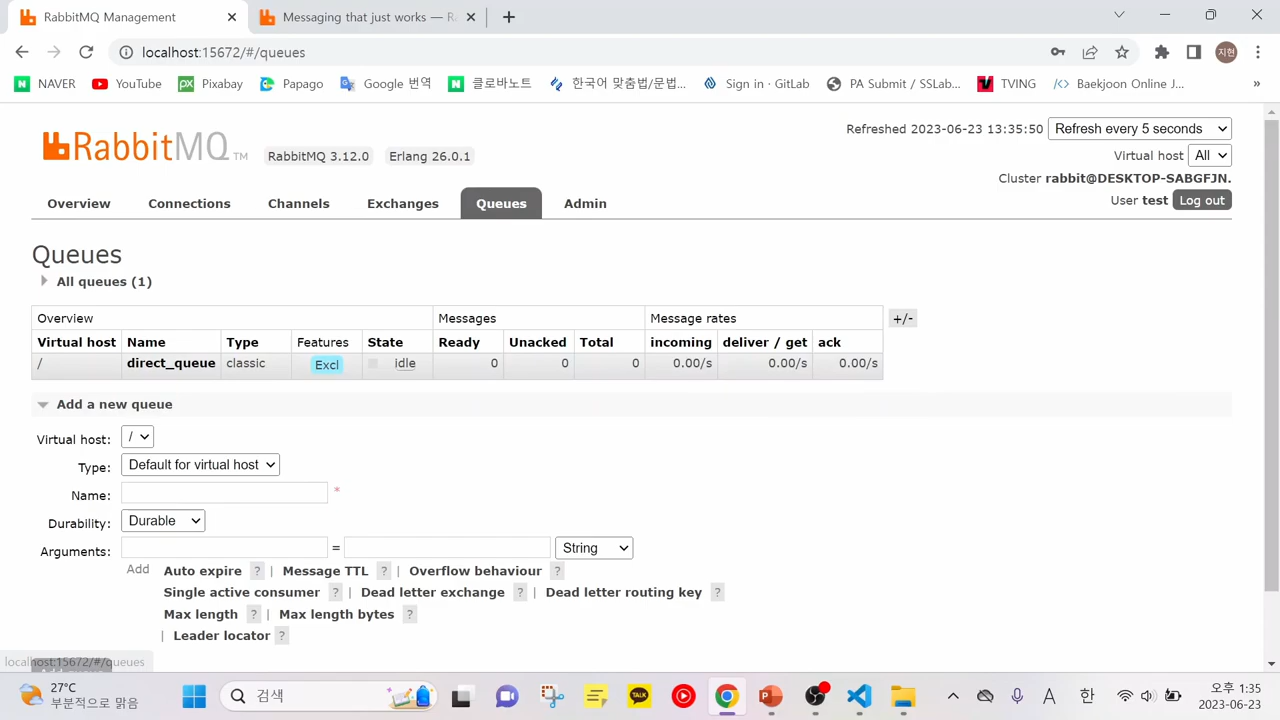 RabbitMQ Management
Messaging that just works — Ra
localhost:15672/#/queues
지현
NAVER
YouTube
Pixabay
Papago
Google 번역
클로바노트
한국어 맞춤법/문법...
Sign in · GitLab
PA Submit / SSLab...
TVING
Baekjoon Online J...
»
RabbitMQ TM
RabbitMQ 3.12.0
Erlang 26.0.1
Refreshed 2023-06-23 13:35:50
Refresh every 5 seconds
Virtual host All
Cluster rabbit@DESKTOP-SABGFJN.
User test Log out
Overview Connections Channels Exchanges Queues Admin
Queues
All queues (1)
Overview Messages Message rates +/-
Virtual host Name Type Features State Ready Unacked Total incoming deliver / get ack
/ direct_queue classic Excl idle 0 0 0 0.00/s 0.00/s 0.00/s
Add a new queue
Virtual host: /
Type: Default for virtual host
Name: *
Durability: Durable
Arguments: = String
Add Auto expire ? | Message TTL ? | Overflow behaviour ?
Single active consumer ? | Dead letter exchange ? | Dead letter routing key ?
Max length ? | Max length bytes ?
| Leader locator ?
localhost:15672/#/queues
27°C
부분적으로 맑음
검색
TALK
A
한
오후 1:35
2023-06-23